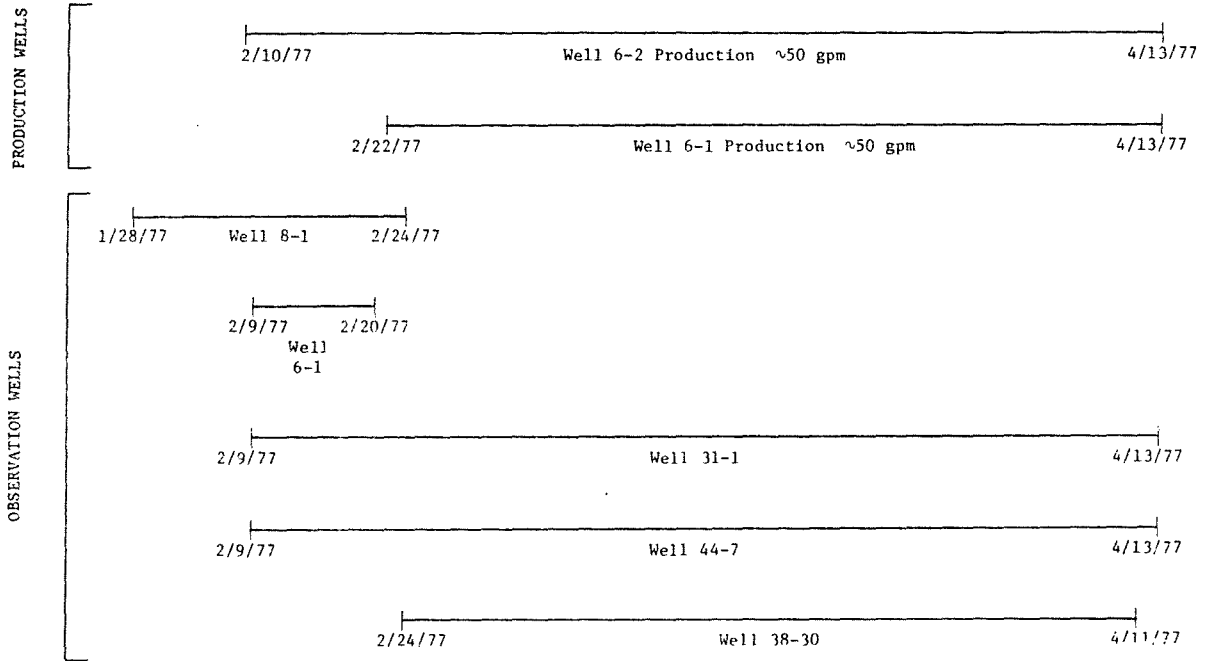 PRODUCTION WELLS
2/10/77 Well 6-2 Production ∿50 gpm 4/13/77
2/22/77 Well 6-1 Production ∿50 gpm 4/13/77
OBSERVATION WELLS
1/28/77 Well 8-1 2/24/77
2/9/77 2/20/77
Well
6-1
2/9/77 Well 31-1 4/13/77
2/9/77 Well 44-7 4/13/77
2/24/77 Well 38-30 4/11/77